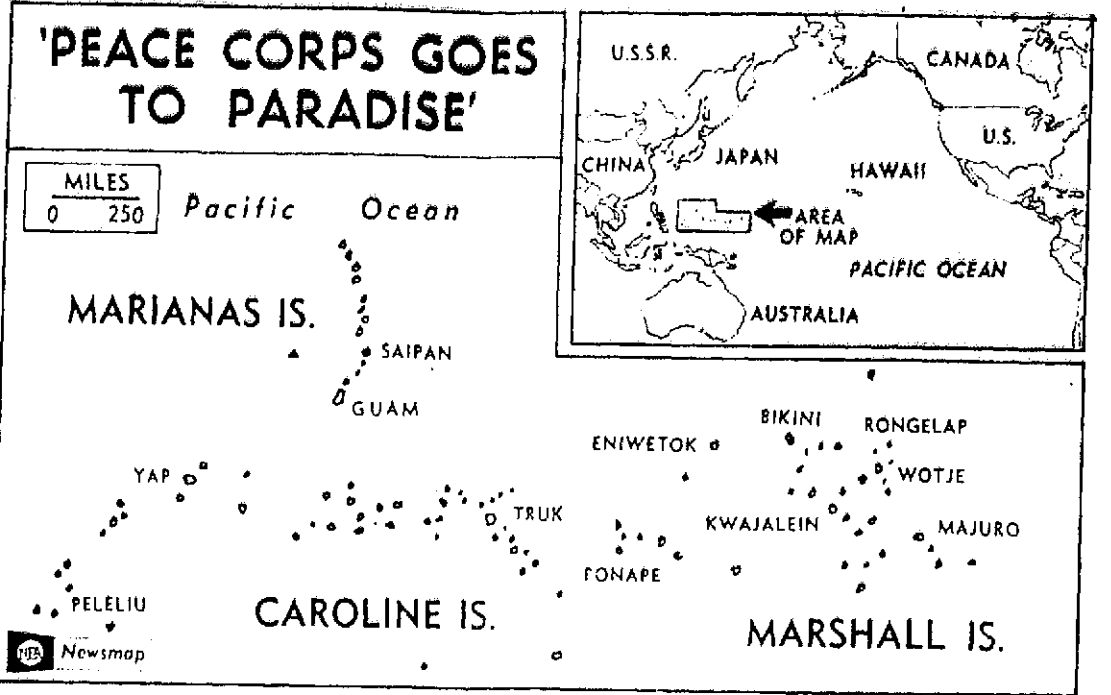 'PEACE CORPS GOES
TO PARADISE'
MILES
0 250
Pacific Ocean
MARIANAS IS.
SAIPAN
GUAM
YAP
TRUK
PELELIU
CAROLINE IS.
PONAPE
ENIWETOK
BIKINI
RONGELAP
WOTJE
KWAJALEIN
MAJURO
MARSHALL IS.
NEA Newsmap
U.S.S.R.
CANADA
U.S.
CHINA
JAPAN
HAWAII
AREA
OF MAP
PACIFIC OCEAN
AUSTRALIA